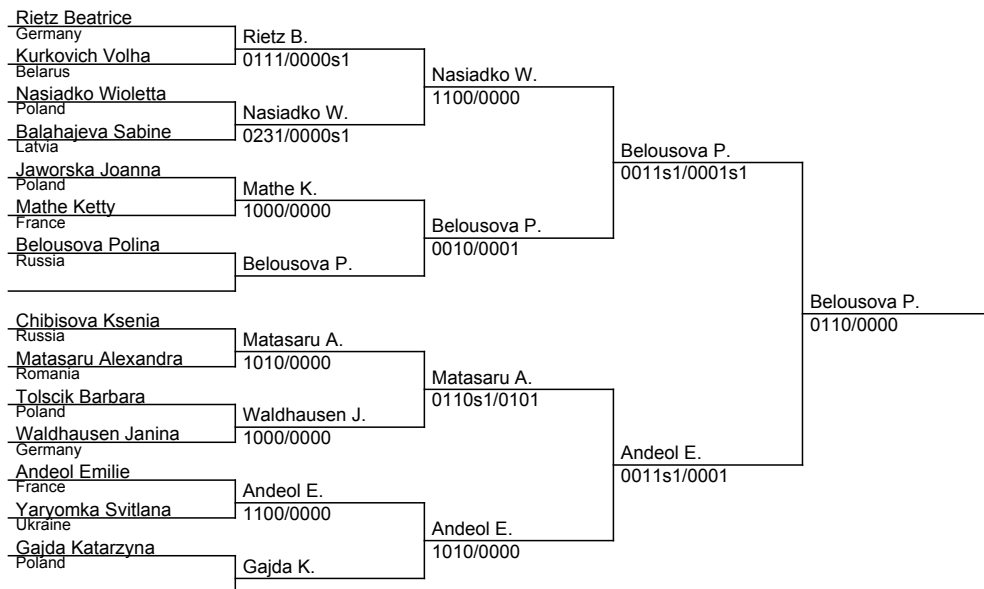 Rietz Beatrice
Germany
Kurkovich Volha
Belarus
Nasiadko Wioletta
Poland
Balahajeva Sabine
Latvia
Jaworska Joanna
Poland
Mathe Ketty
France
Belousova Polina
Russia
Chibisova Ksenia
Russia
Matasaru Alexandra
Romania
Tolscik Barbara
Poland
Waldhausen Janina
Germany
Andeol Emilie
France
Yaryomka Svitlana
Ukraine
Gajda Katarzyna
Poland
Rietz B.
0111/0000s1
Nasiadko W.
0231/0000s1
Mathe K.
1000/0000
Belousova P.
Matasaru A.
1010/0000
Waldhausen J.
1000/0000
Andeol E.
1100/0000
Gajda K.
Nasiadko W.
1100/0000
Belousova P.
0010/0001
Matasaru A.
0110s1/0101
Andeol E.
1010/0000
Belousova P.
0011s1/0001s1
Andeol E.
0011s1/0001
Belousova P.
0110/0000